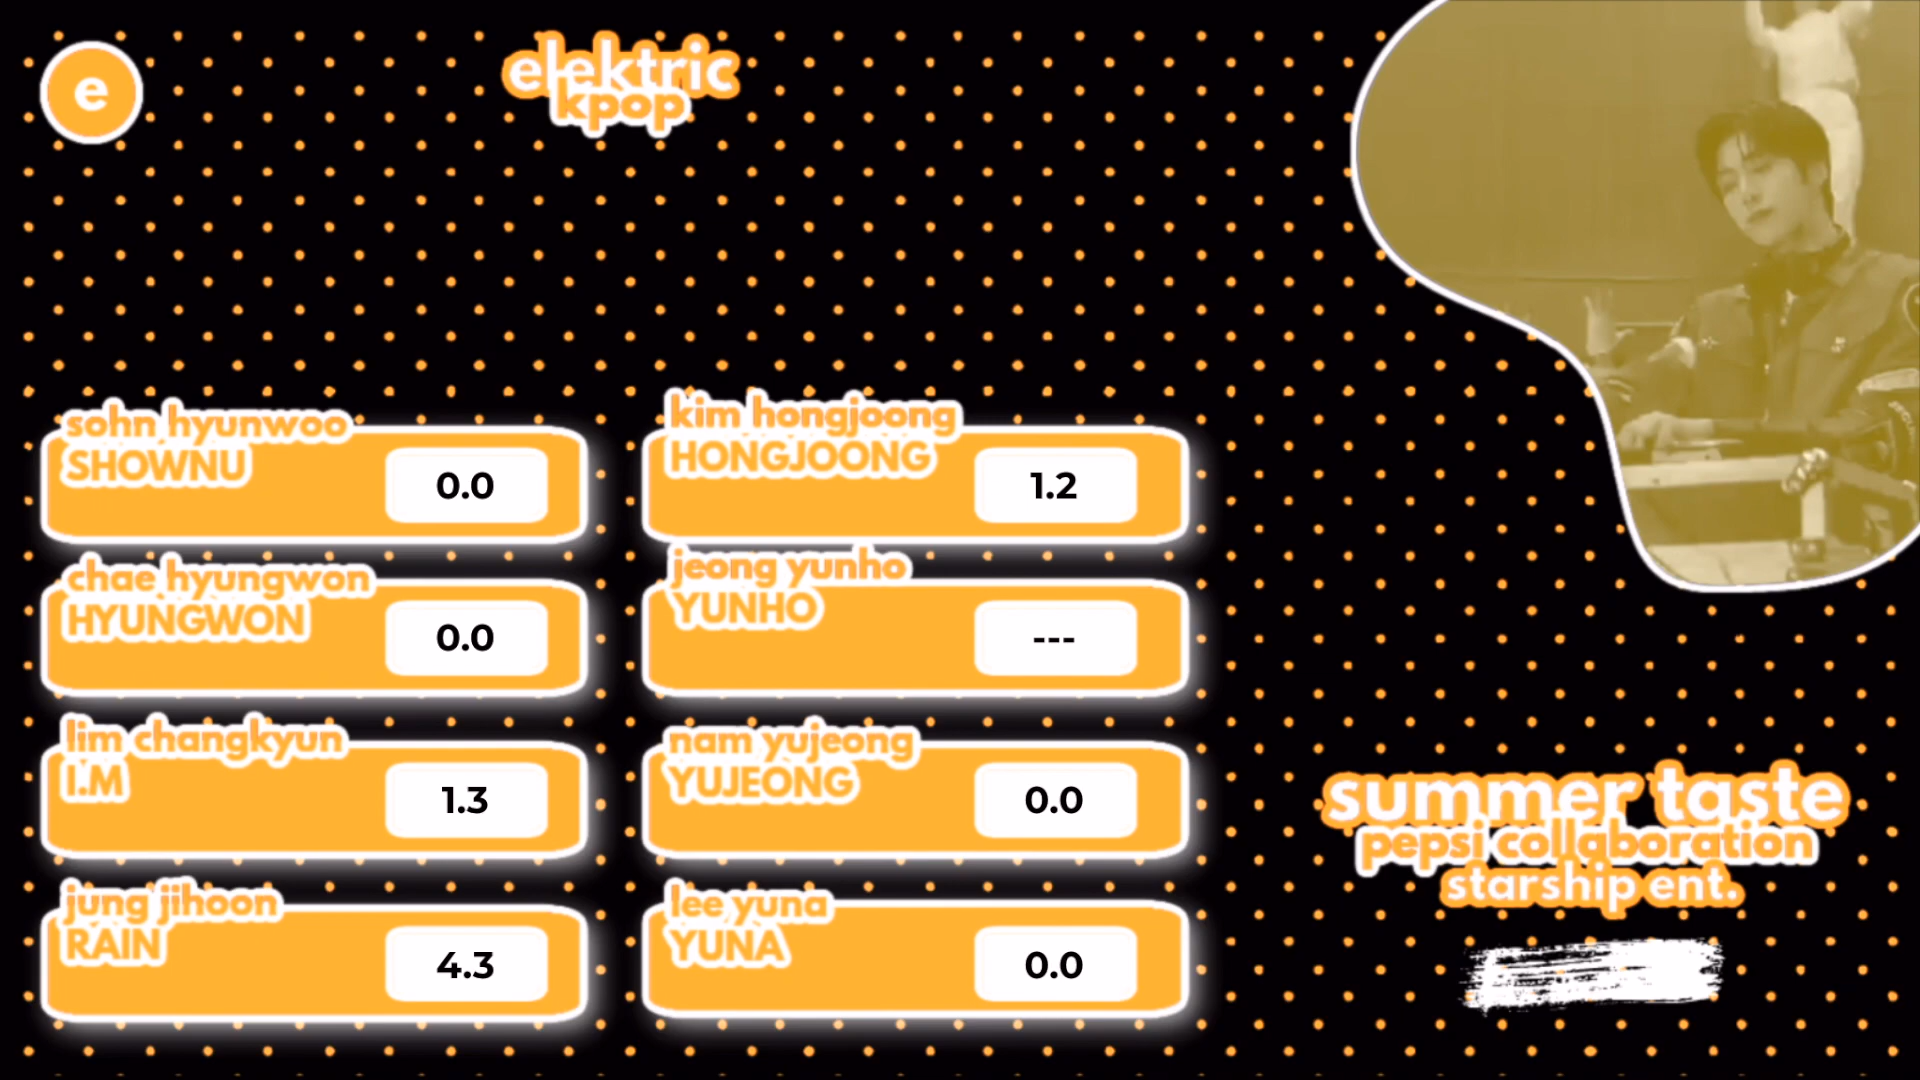 e
elektric
kpop
sohn hyunwoo
SHOWNU
0.0
kim hongjoong
HONGJOONG
1.2
chae hyungwon
HYUNGWON
0.0
jeong yunho
YUNHO
---
lim changkyun
I.M
1.3
nam yujeong
YUJEONG
0.0
jung jihoon
RAIN
4.3
lee yuna
YUNA
0.0
summer taste
pepsi collaboration
starship ent.